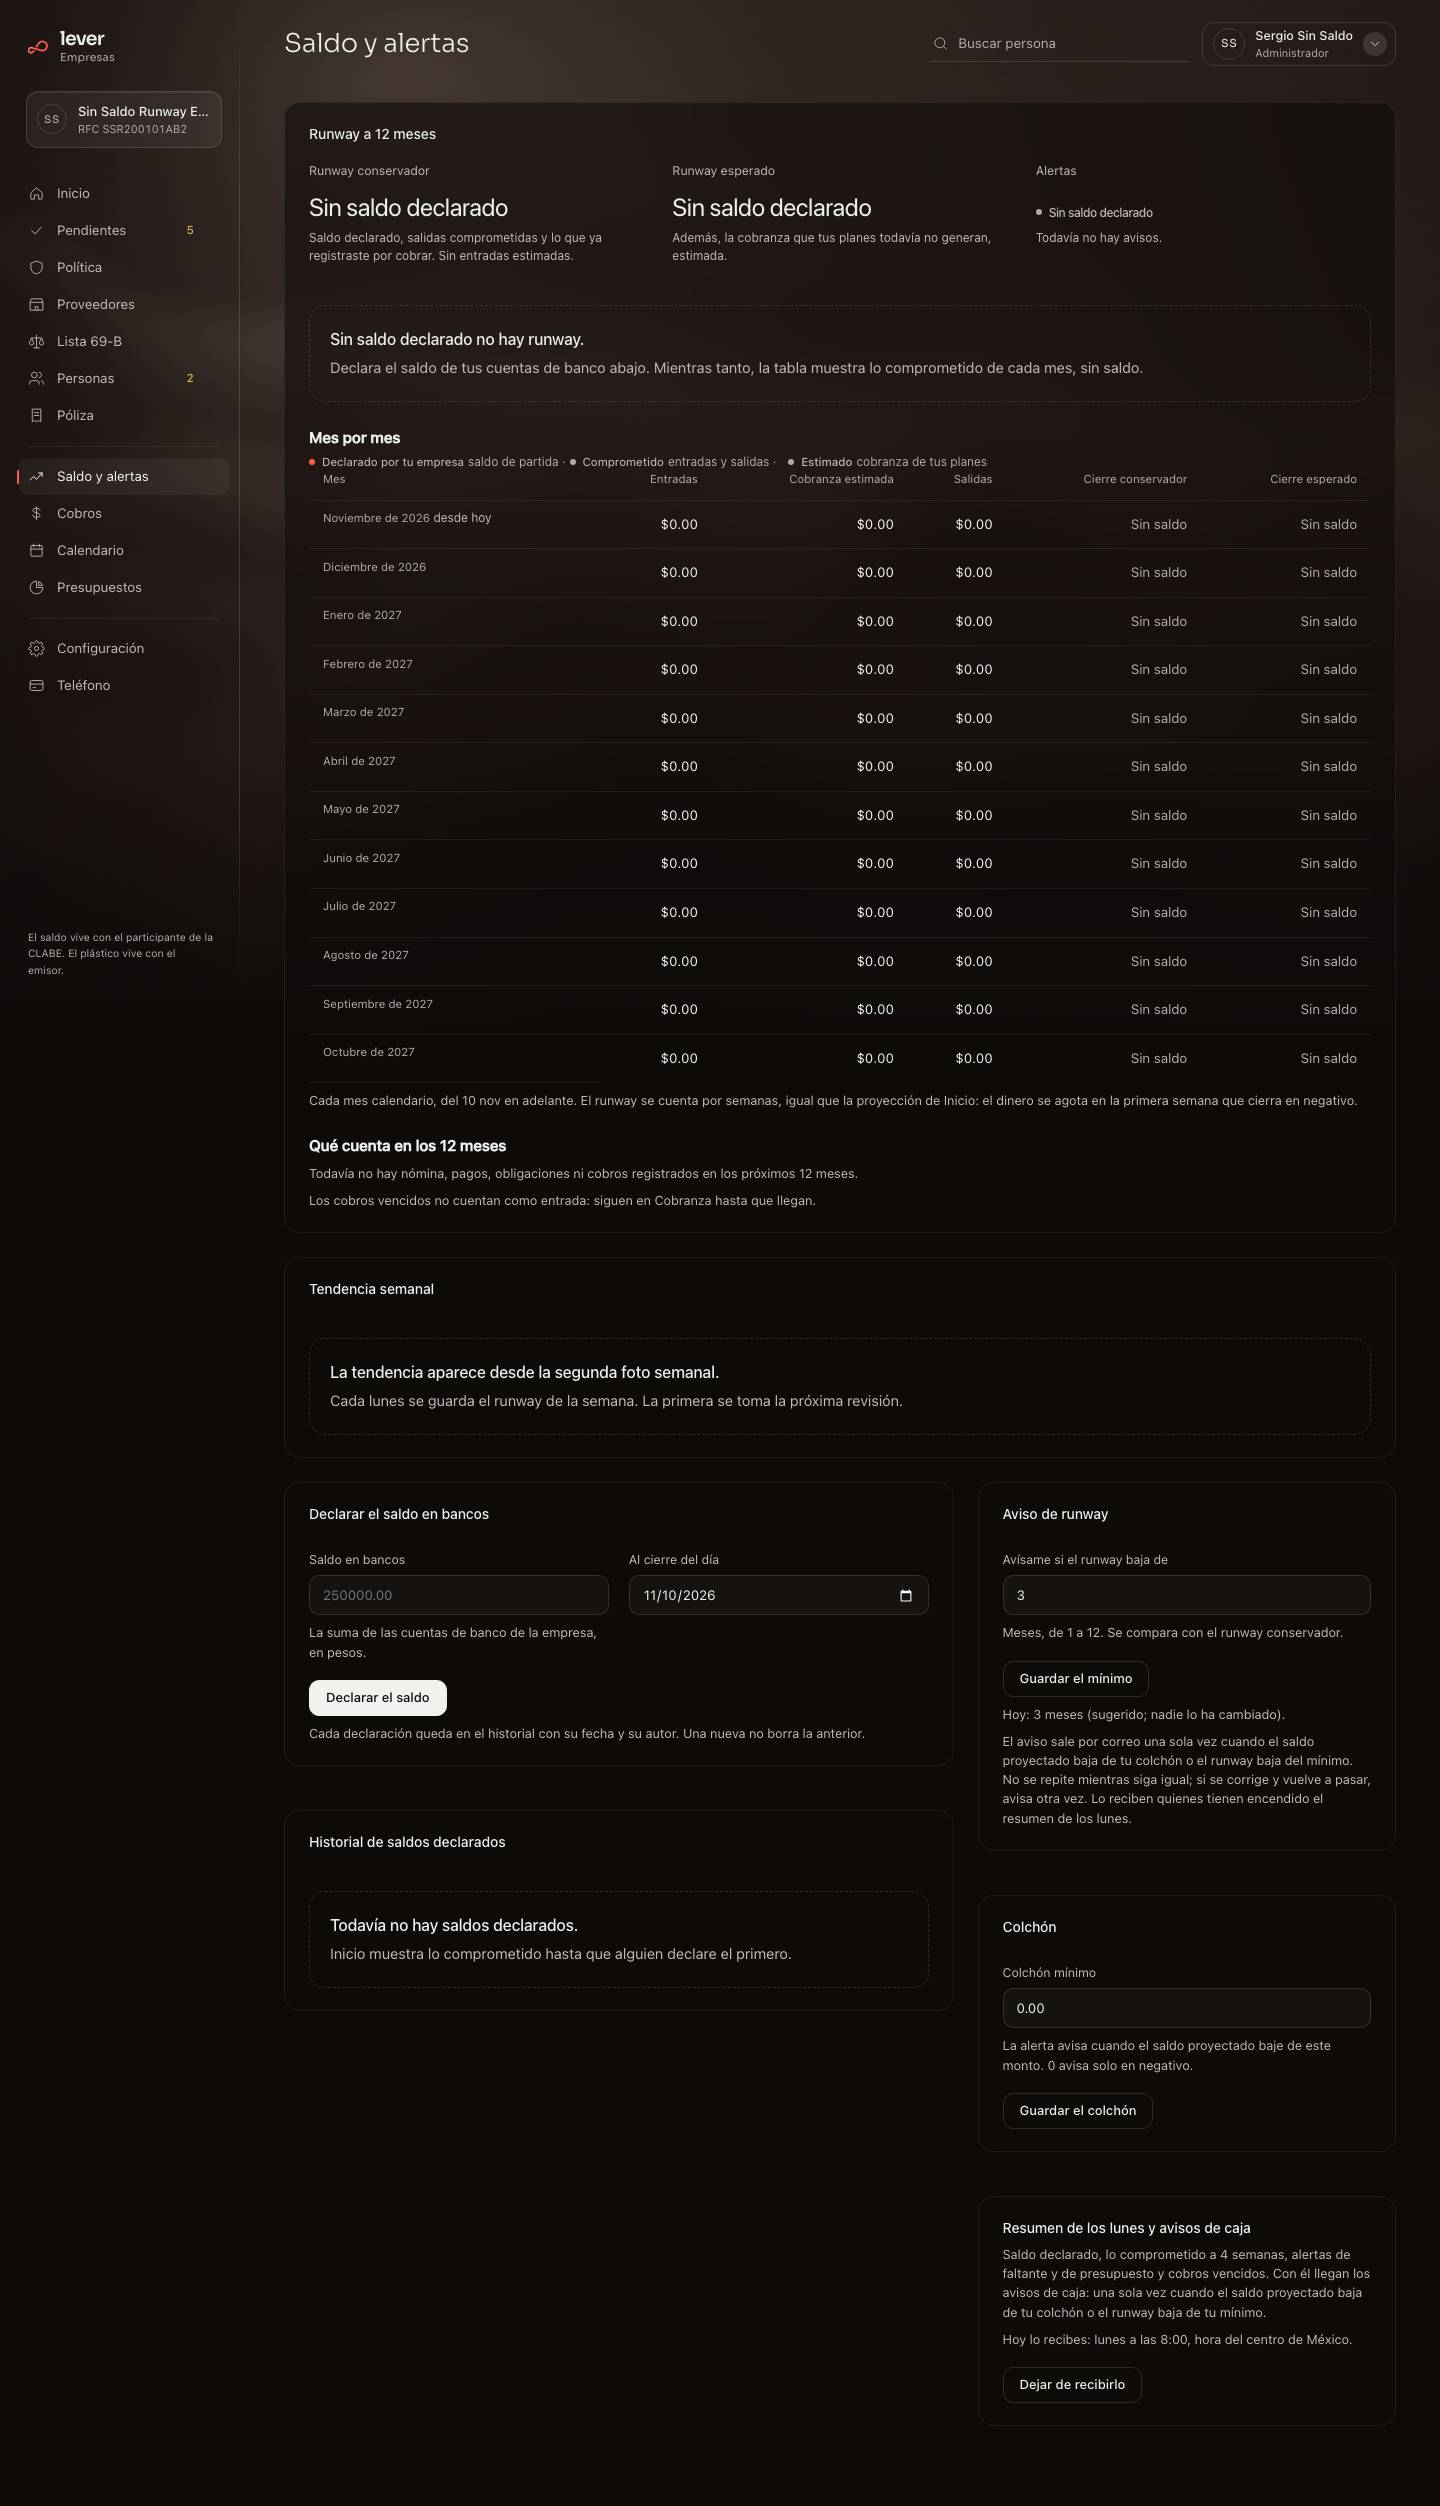 lever
Empresas
SS
Sin Saldo Runway E...
RFC SSR200101AB2
Inicio
Pendientes 5
Política
Proveedores
Lista 69-B
Personas 2
Póliza
Saldo y alertas
Cobros
Calendario
Presupuestos
Configuración
Teléfono
El saldo vive con el participante de la
CLABE. El plástico vive con el
emisor.
Saldo y alertas
Buscar persona
SS
Sergio Sin Saldo
Administrador
Runway a 12 meses
Runway conservador
Sin saldo declarado
Saldo declarado, salidas comprometidas y lo que ya
registraste por cobrar. Sin entradas estimadas.
Runway esperado
Sin saldo declarado
Además, la cobranza que tus planes todavía no generan,
estimada.
Alertas
Sin saldo declarado
Todavía no hay avisos.
Sin saldo declarado no hay runway.
Declara el saldo de tus cuentas de banco abajo. Mientras tanto, la tabla muestra lo comprometido de cada mes, sin saldo.
Mes por mes
Declarado por tu empresa saldo de partida · Comprometido entradas y salidas · Estimado cobranza de tus planes
Mes Entradas Cobranza estimada Salidas Cierre conservador Cierre esperado
Noviembre de 2026 desde hoy $0.00 $0.00 $0.00 Sin saldo Sin saldo
Diciembre de 2026 $0.00 $0.00 $0.00 Sin saldo Sin saldo
Enero de 2027 $0.00 $0.00 $0.00 Sin saldo Sin saldo
Febrero de 2027 $0.00 $0.00 $0.00 Sin saldo Sin saldo
Marzo de 2027 $0.00 $0.00 $0.00 Sin saldo Sin saldo
Abril de 2027 $0.00 $0.00 $0.00 Sin saldo Sin saldo
Mayo de 2027 $0.00 $0.00 $0.00 Sin saldo Sin saldo
Junio de 2027 $0.00 $0.00 $0.00 Sin saldo Sin saldo
Julio de 2027 $0.00 $0.00 $0.00 Sin saldo Sin saldo
Agosto de 2027 $0.00 $0.00 $0.00 Sin saldo Sin saldo
Septiembre de 2027 $0.00 $0.00 $0.00 Sin saldo Sin saldo
Octubre de 2027 $0.00 $0.00 $0.00 Sin saldo Sin saldo
Cada mes calendario, del 10 nov en adelante. El runway se cuenta por semanas, igual que la proyección de Inicio: el dinero se agota en la primera semana que cierra en negativo.
Qué cuenta en los 12 meses
Todavía no hay nómina, pagos, obligaciones ni cobros registrados en los próximos 12 meses.
Los cobros vencidos no cuentan como entrada: siguen en Cobranza hasta que llegan.
Tendencia semanal
La tendencia aparece desde la segunda foto semanal.
Cada lunes se guarda el runway de la semana. La primera se toma la próxima revisión.
Declarar el saldo en bancos
Saldo en bancos
250000.00
La suma de las cuentas de banco de la empresa,
en pesos.
Al cierre del día
11/10/2026
Declarar el saldo
Cada declaración queda en el historial con su fecha y su autor. Una nueva no borra la anterior.
Historial de saldos declarados
Todavía no hay saldos declarados.
Inicio muestra lo comprometido hasta que alguien declare el primero.
Aviso de runway
Avísame si el runway baja de
3
Meses, de 1 a 12. Se compara con el runway conservador.
Guardar el mínimo
Hoy: 3 meses (sugerido; nadie lo ha cambiado).
El aviso sale por correo una sola vez cuando el saldo
proyectado baja de tu colchón o el runway baja del mínimo.
No se repite mientras siga igual; si se corrige y vuelve a pasar,
avisa otra vez. Lo reciben quienes tienen encendido el
resumen de los lunes.
Colchón
Colchón mínimo
0.00
La alerta avisa cuando el saldo proyectado baje de este
monto. 0 avisa solo en negativo.
Guardar el colchón
Resumen de los lunes y avisos de caja
Saldo declarado, lo comprometido a 4 semanas, alertas de
faltante y de presupuesto y cobros vencidos. Con él llegan los
avisos de caja: una sola vez cuando el saldo proyectado baja
de tu colchón o el runway baja de tu mínimo.
Hoy lo recibes: lunes a las 8:00, hora del centro de México.
Dejar de recibirlo